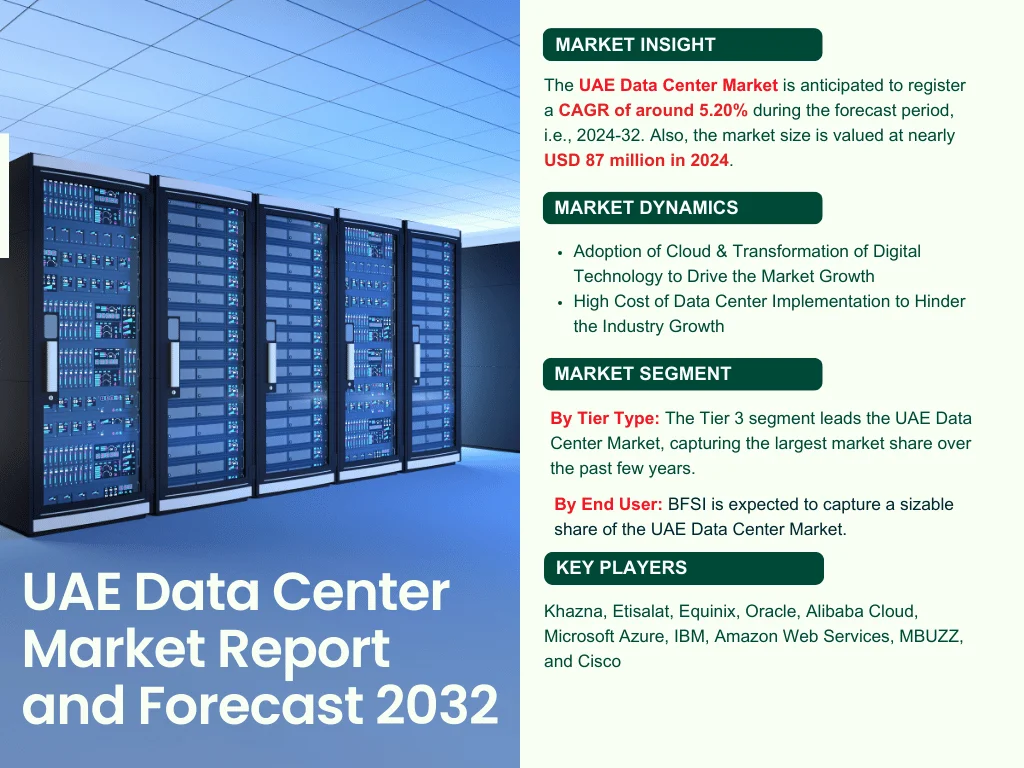 UAE Data Center
Market Report
and Forecast 2032
MARKET INSIGHT
The UAE Data Center Market is anticipated to register
a CAGR of around 5.20% during the forecast period,
i.e., 2024-32. Also, the market size is valued at nearly
USD 87 million in 2024.
MARKET DYNAMICS
• Adoption of Cloud & Transformation of Digital
Technology to Drive the Market Growth
• High Cost of Data Center Implementation to Hinder
the Industry Growth
MARKET SEGMENT
By Tier Type: The Tier 3 segment leads the UAE Data
Center Market, capturing the largest market share over
the past few years.
By End User: BFSI is expected to capture a sizable
share of the UAE Data Center Market.
KEY PLAYERS
Khazna, Etisalat, Equinix, Oracle, Alibaba Cloud,
Microsoft Azure, IBM, Amazon Web Services, MBUZZ,
and Cisco